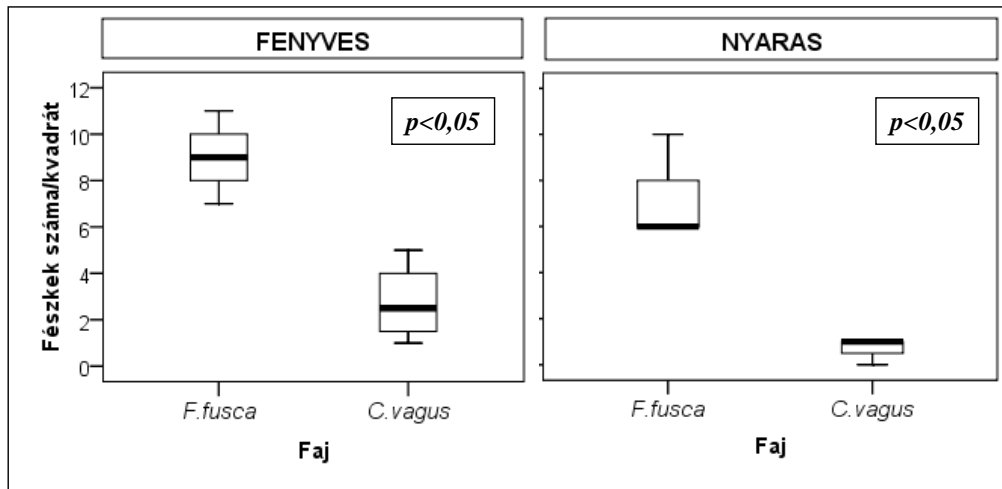 FENYVES
NYARAS
Fészkek száma/kvadrát
12
10
8
6
4
2
0
p<0,05
p<0,05
F.fusca
C.vagus
F.fusca
C.vagus
Faj
Faj